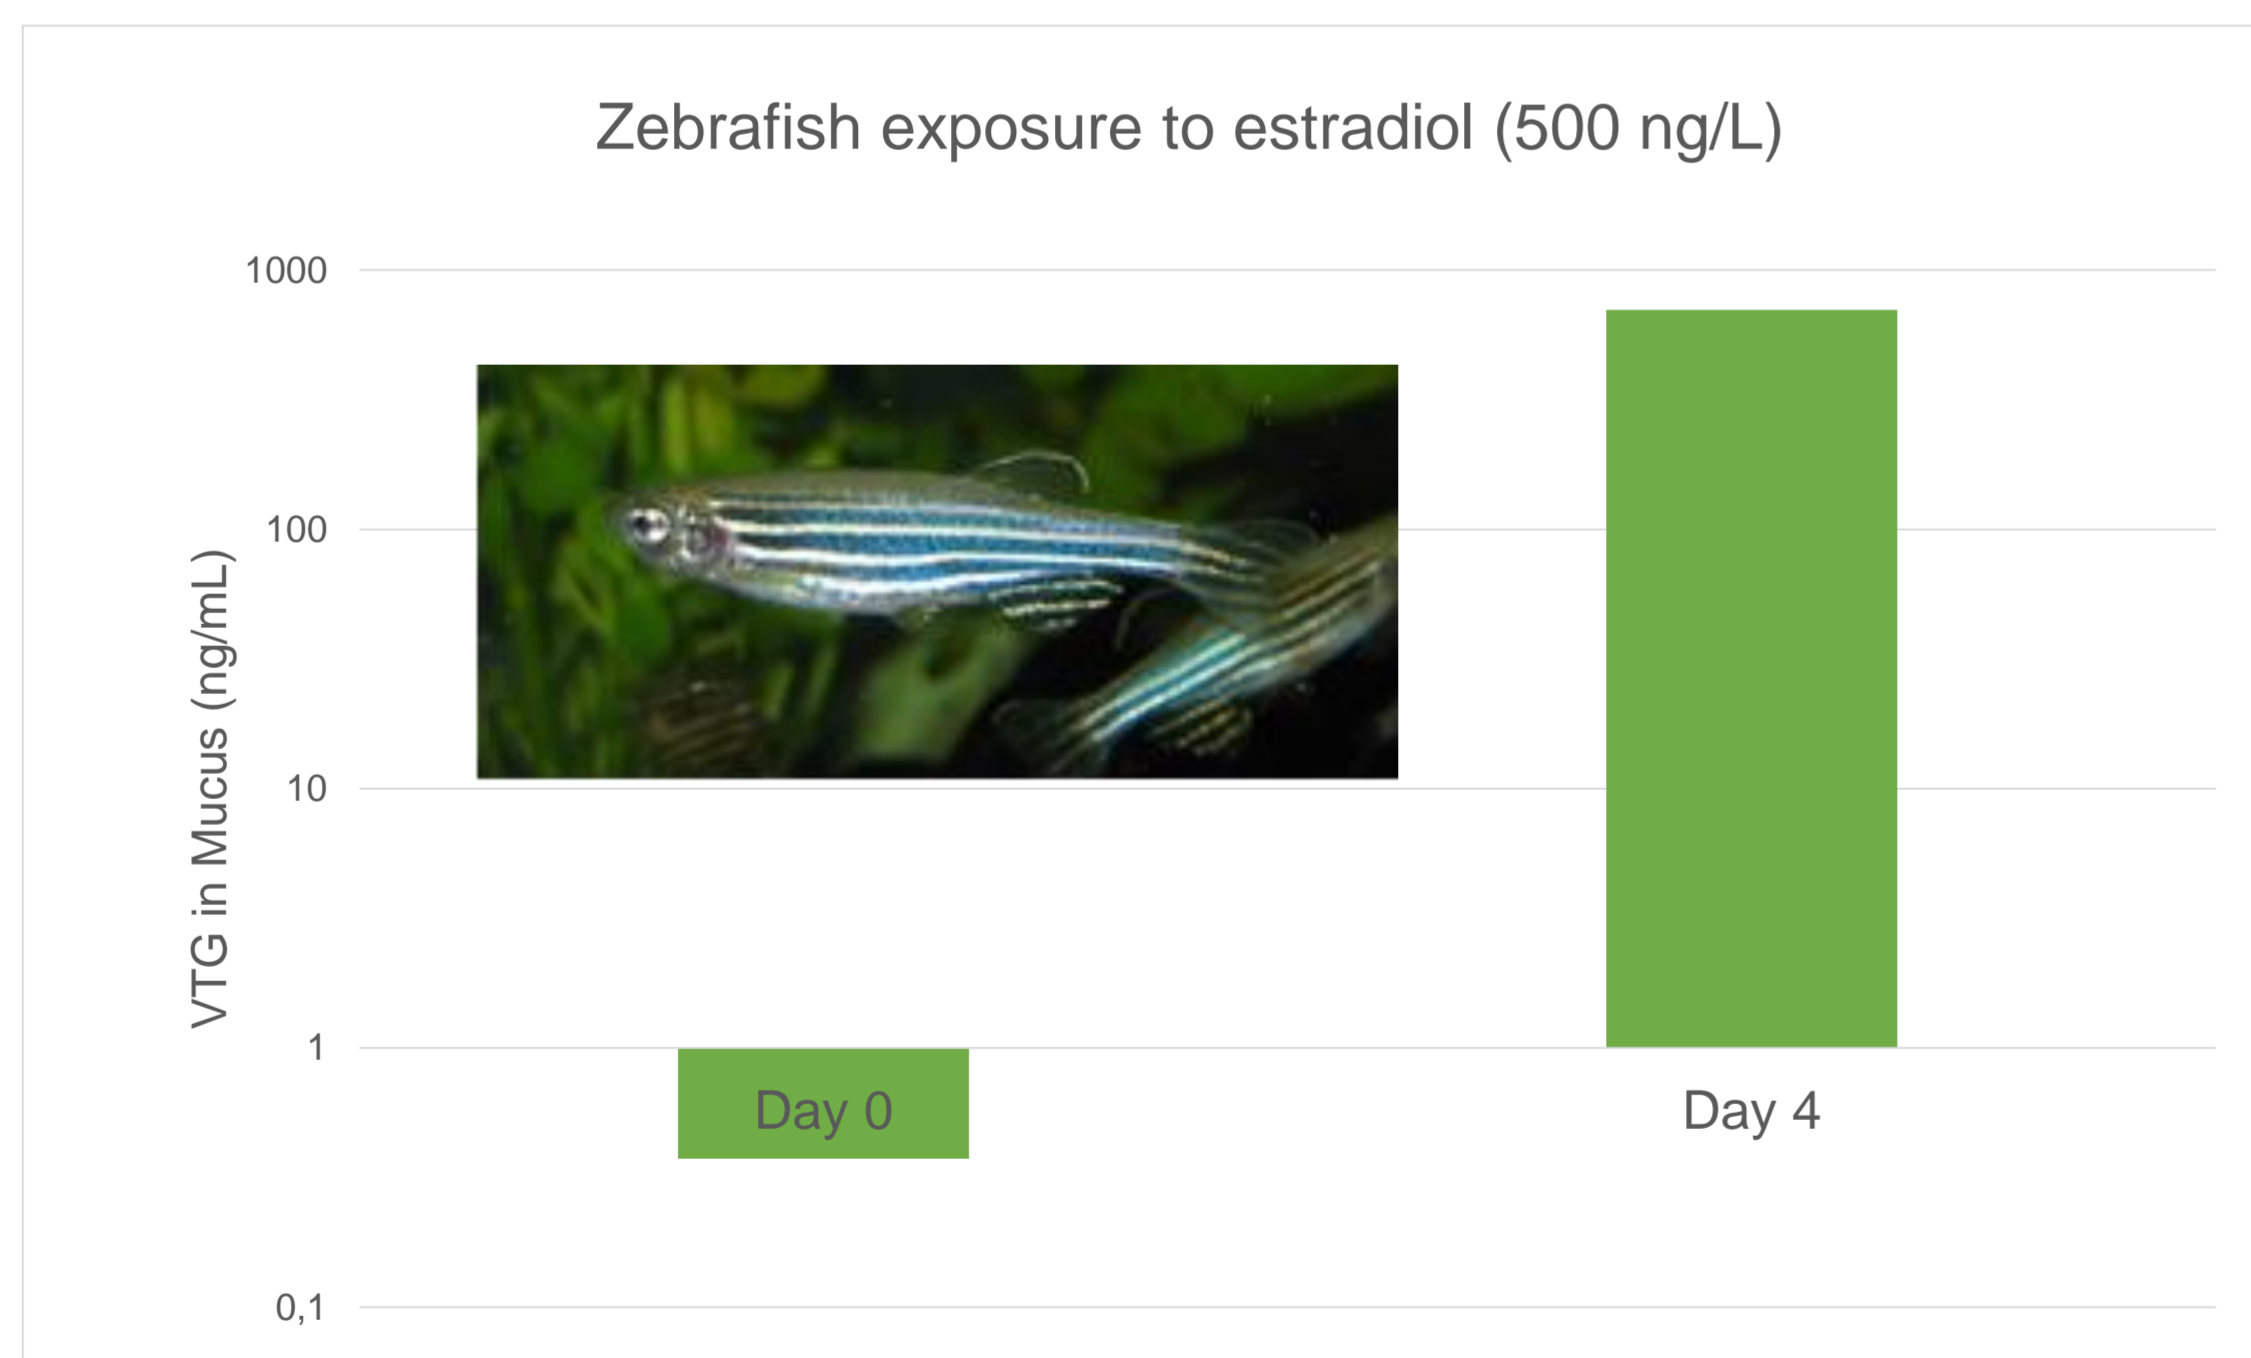 Zebrafish exposure to estradiol (500 ng/L)
1000
100
10
1
0,1
VTG in Mucus (ng/mL)
Day 0
Day 4